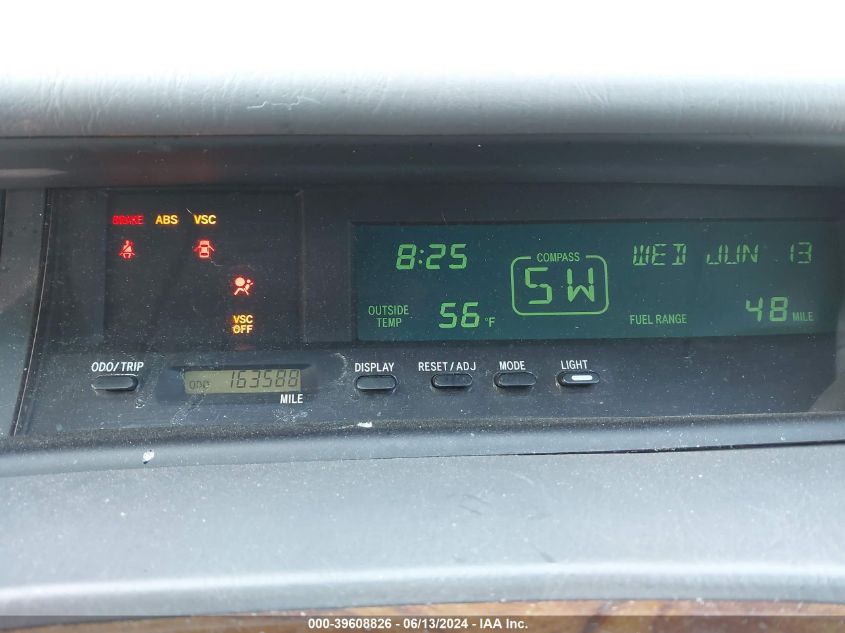 BRAKE ABS VSC
VSC
OFF
8:25
COMPASS
SW
WED JUN 13
OUTSIDE
TEMP
56 °F
FUEL RANGE
48 MILE
ODO/TRIP
ODO 163588
MILE
DISPLAY
RESET/ADJ
MODE
LIGHT
000-39608826 - 06/13/2024 - IAA Inc.